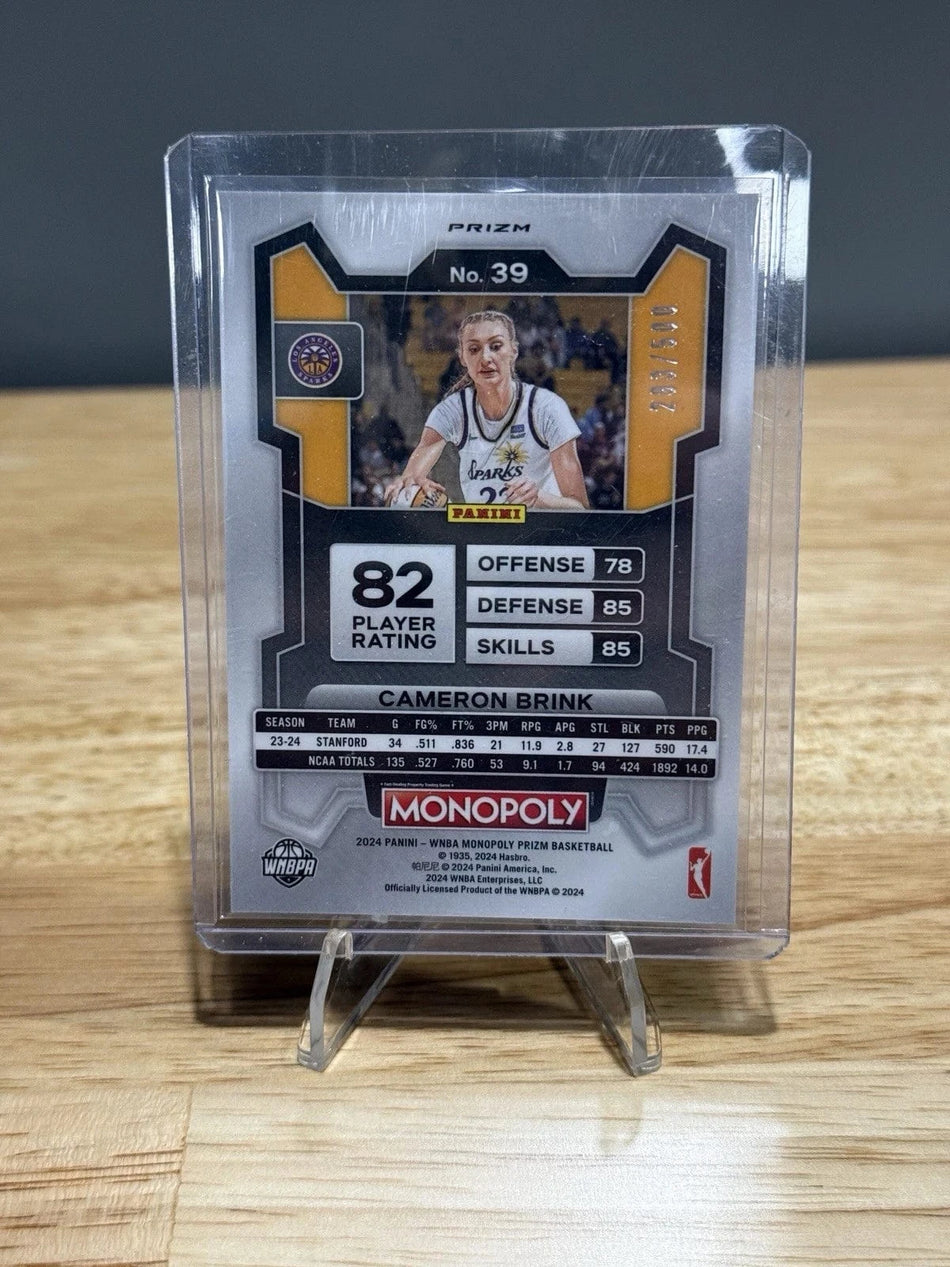 PRIZM
No. 39
LOS ANGELES
SPARKS
SPARKS
PANINI
82
PLAYER
RATING
OFFENSE 78
DEFENSE 85
SKILLS 85
CAMERON BRINK
SEASON TEAM G FG% FT% 3PM RPG APG STL BLK PTS PPG
23-24 STANFORD 34 .511 .836 21 11.9 2.8 27 127 590 17.4
NCAA TOTALS 135 .527 .760 53 9.1 1.7 94 424 1892 14.0
MONOPOLY
2024 PANINI – WNBA MONOPOLY PRIZM BASKETBALL
© 1935, 2024 Hasbro.
帕尼尼 © 2024 Panini America, Inc.
2024 WNBA Enterprises, LLC
Officially Licensed Product of the WNBPA © 2024
WNBPA